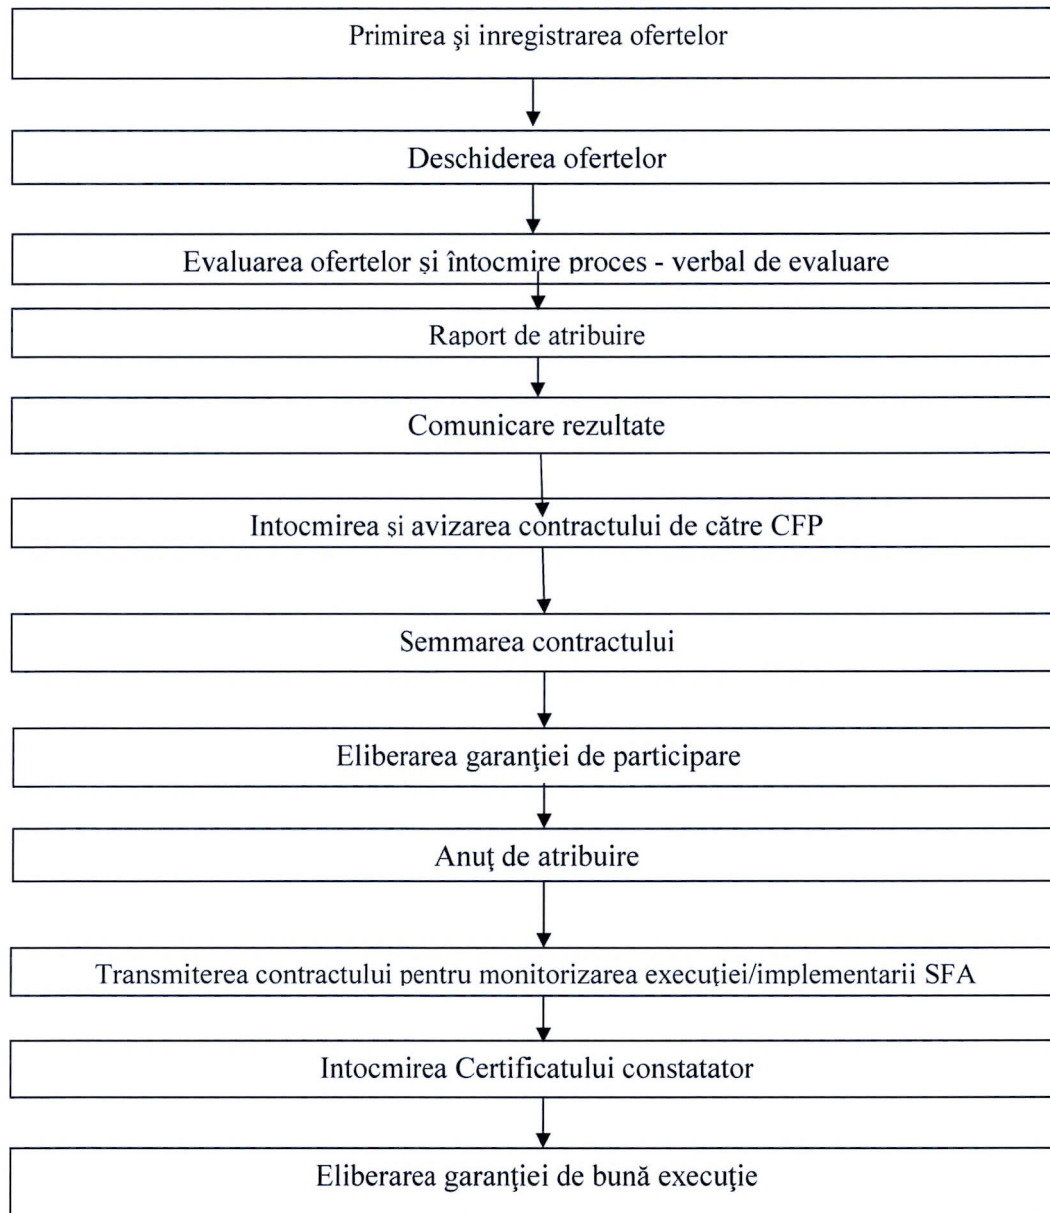 Primirea şi inregistrarea ofertelor
Deschiderea ofertelor
Evaluarea ofertelor şi întocmire proces - verbal de evaluare
Raport de atribuire
Comunicare rezultate
Intocmirea şi avizarea contractului de către CFP
Semmarea contractului
Eliberarea garanţiei de participare
Anuţ de atribuire
Transmiterea contractului pentru monitorizarea execuţiei/implementarii SFA
Intocmirea Certificatului constatator
Eliberarea garanţiei de bună execuţie